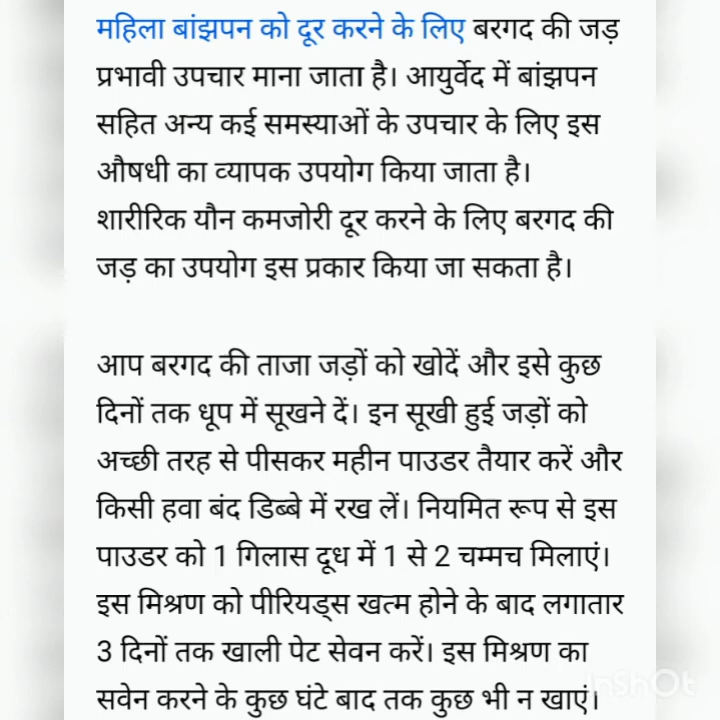 महिला बांझपन को दूर करने के लिए बरगद की जड़
प्रभावी उपचार माना जाता है। आयुर्वेद में बांझपन
सहित अन्य कई समस्याओं के उपचार के लिए इस
औषधी का व्यापक उपयोग किया जाता है।
शारीरिक यौन कमजोरी दूर करने के लिए बरगद की
जड़ का उपयोग इस प्रकार किया जा सकता है।
आप बरगद की ताजा जड़ों को खोदें और इसे कुछ
दिनों तक धूप में सूखने दें। इन सूखी हुई जड़ों को
अच्छी तरह से पीसकर महीन पाउडर तैयार करें और
किसी हवा बंद डिब्बे में रख लें। नियमित रूप से इस
पाउडर को 1 गिलास दूध में 1 से 2 चम्मच मिलाएं।
इस मिश्रण को पीरियड्स खत्म होने के बाद लगातार
3 दिनों तक खाली पेट सेवन करें। इस मिश्रण का
सवेन करने के कुछ घंटे बाद तक कुछ भी न खाएं।
InShOt